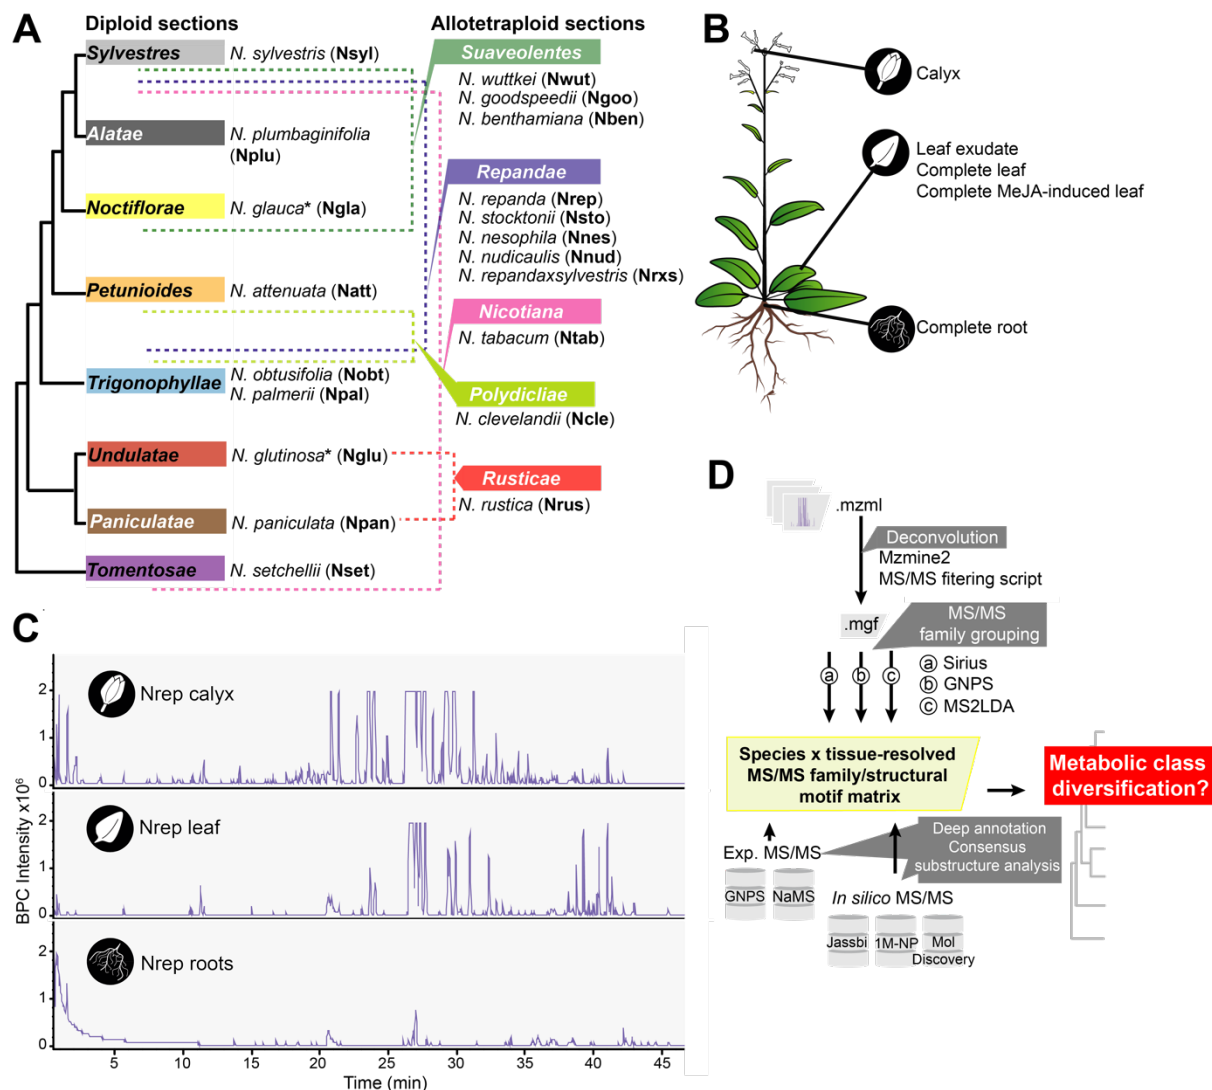 A
Diploid sections
Allotetraploid sections
Sylvestres
N. sylvestris (Nsyl)
Alatae
N. plumbaginifolia
(Nplu)
Noctiflorae
N. glauca* (Ngla)
Petunioides
N. attenuata (Natt)
Trigonophyllae
N. obtusifolia (Nobt)
N. palmerii (Npal)
Undulatae
N. glutinosa* (Nglu)
Paniculatae
N. paniculata (Npan)
Tomentosae
N. setchellii (Nset)
Suaveolentes
N. wuttkei (Nwut)
N. goodspeedii (Ngoo)
N. benthamiana (Nben)
Repandae
N. repanda (Nrep)
N. stocktonii (Nsto)
N. nesophila (Nnes)
N. nudicaulis (Nnud)
N. repandaxsylvestris (Nrxs)
Nicotiana
N. tabacum (Ntab)
Polydicliae
N. clevelandii (Ncle)
Rusticae
N. rustica (Nrus)
B
Calyx
Leaf exudate
Complete leaf
Complete MeJA-induced leaf
Complete root
C
BPC Intensity x10⁶
Nrep calyx
2
1
0
Nrep leaf
2
1
0
Nrep roots
2
1
0
5 10 15 20 25 30 35 40 45
Time (min)
D
.mzml
Deconvolution
Mzmine2
MS/MS fitering script
.mgf
MS/MS
family grouping
a b c
a Sirius
b GNPS
c MS2LDA
Species x tissue-resolved
MS/MS family/structural
motif matrix
Metabolic class
diversification?
Deep annotation
Consensus
substructure analysis
Exp. MS/MS
GNPS NaMS
In silico MS/MS
Jassbi 1M-NP Mol
Discovery